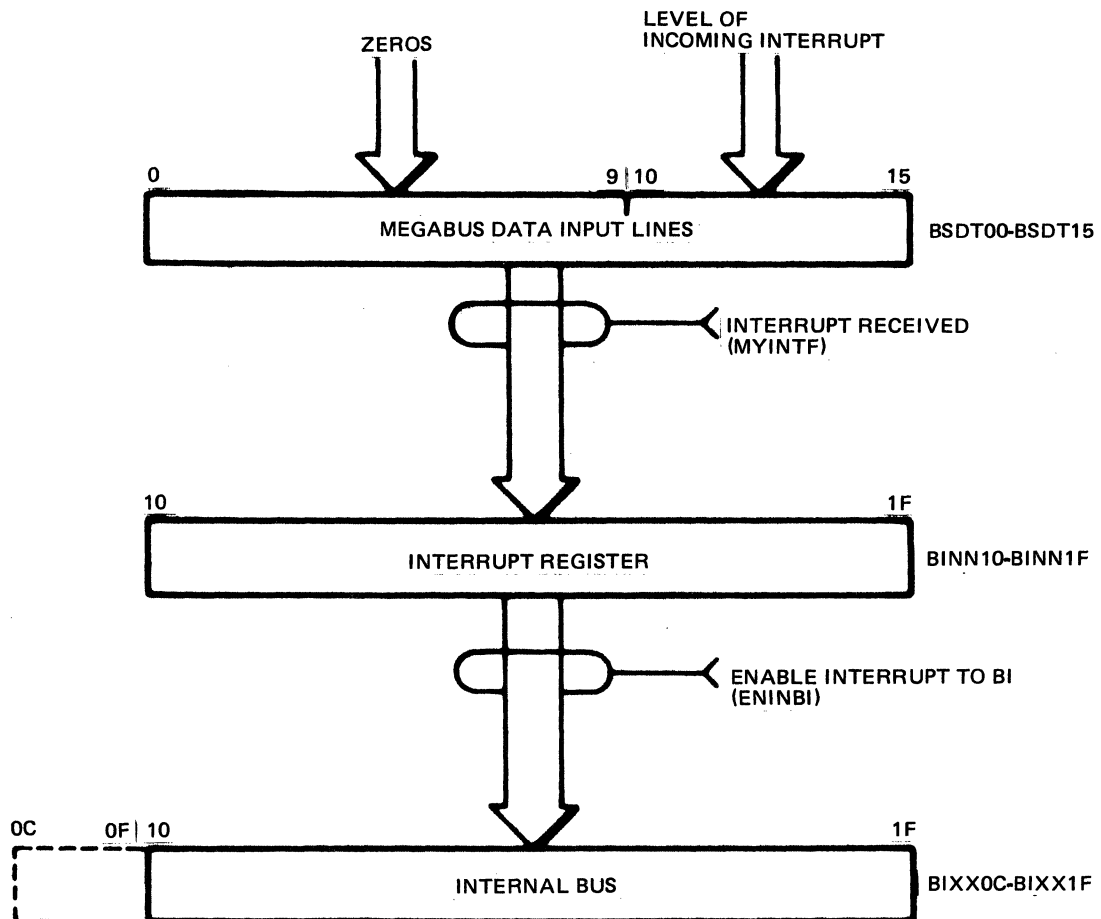 LEVEL OF
INCOMING INTERRUPT
ZEROS
0 9 10 15
MEGABUS DATA INPUT LINES
BSDT00-BSDT15
INTERRUPT RECEIVED
(MYINTF)
10 1F
INTERRUPT REGISTER
BINN10-BINN1F
ENABLE INTERRUPT TO BI
(ENINBI)
0C 0F 10 1F
INTERNAL BUS
BIXX0C-BIXX1F